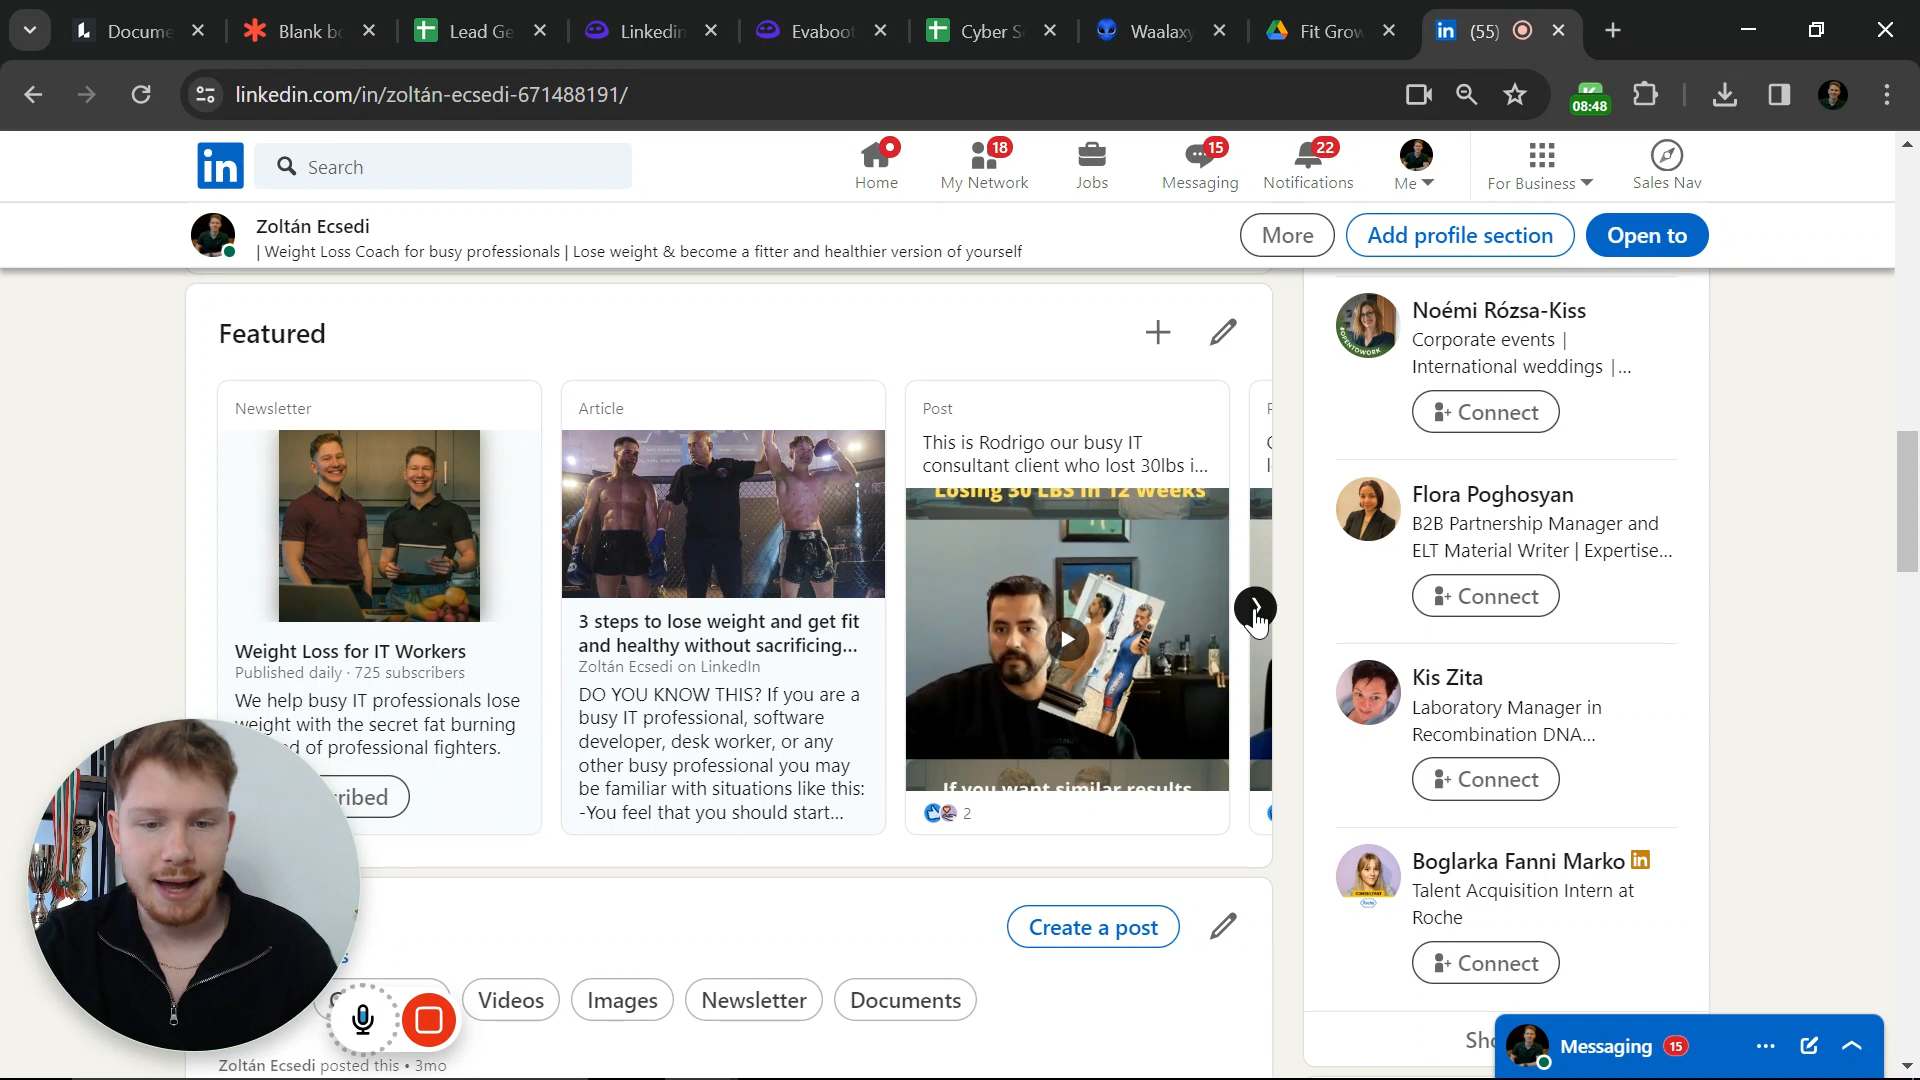 Docume
Blank bo
Lead Ge
Linkedin
Evaboot
Cyber S
Waalaxy
Fit Grow
in (55)
linkedin.com/in/zoltán-ecsedi-671488191/
08:48
in
Search
Home
18
My Network
Jobs
15
Messaging
22
Notifications
Me
For Business
Sales Nav
Zoltán Ecsedi
| Weight Loss Coach for busy professionals | Lose weight & become a fitter and healthier version of yourself
More
Add profile section
Open to
Featured
Newsletter
Weight Loss for IT Workers
Published daily · 725 subscribers
We help busy IT professionals lose
weight with the secret fat burning
d of professional fighters.
ribed
Article
3 steps to lose weight and get fit
and healthy without sacrificing...
Zoltán Ecsedi on LinkedIn
DO YOU KNOW THIS? If you are a
busy IT professional, software
developer, desk worker, or any
other busy professional you may
be familiar with situations like this:
-You feel that you should start...
Post
This is Rodrigo our busy IT
consultant client who lost 30lbs i...
Losing 30 LBS in 12 weeks
If you want similar results
2
Create a post
Videos
Images
Newsletter
Documents
Zoltán Ecsedi posted this • 3mo
Noémi Rózsa-Kiss
Corporate events |
International weddings |...
#OPENTOWORK
Connect
Flora Poghosyan
B2B Partnership Manager and
ELT Material Writer | Expertise...
Connect
Kis Zita
Laboratory Manager in
Recombination DNA...
Connect
Boglarka Fanni Marko in
Talent Acquisition Intern at
Roche
Connect
Sho
Messaging 15